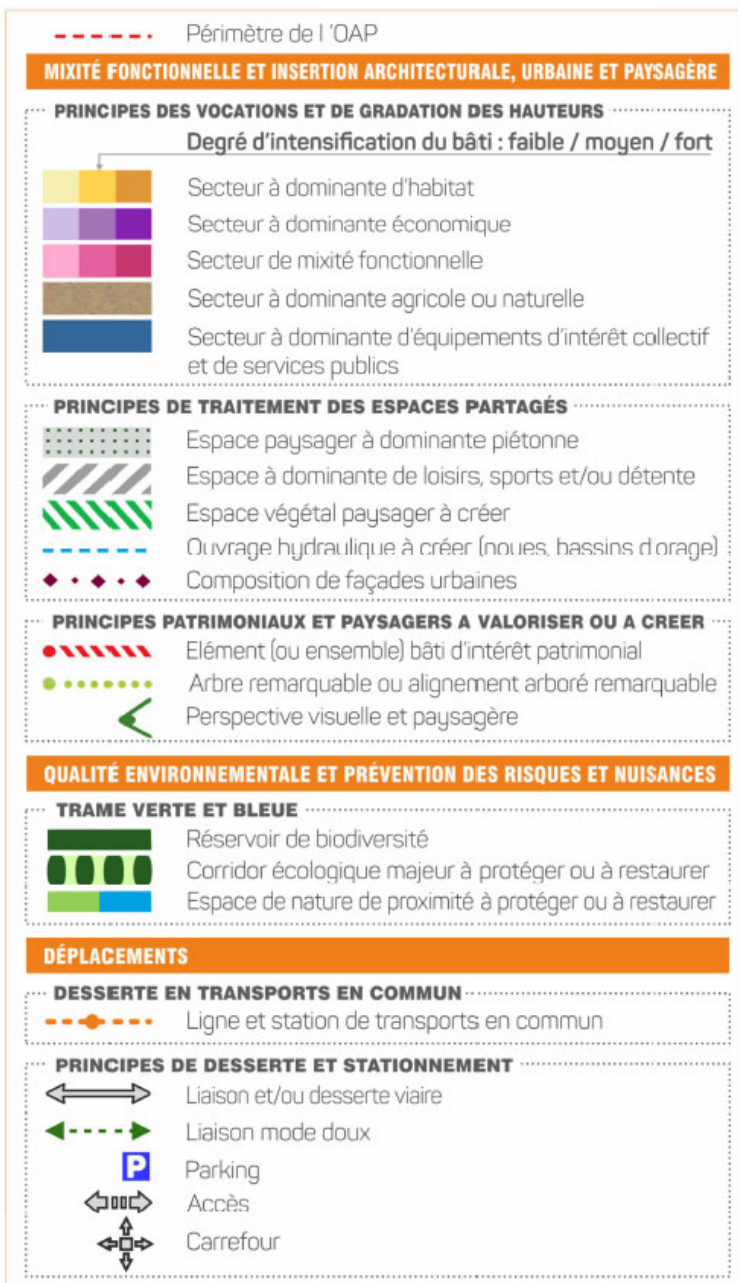 Périmètre de l 'OAP
MIXITÉ FONCTIONNELLE ET INSERTION ARCHITECTURALE, URBAINE ET PAYSAGÈRE
PRINCIPES DES VOCATIONS ET DE GRADATION DES HAUTEURS
Degré d'intensification du bâti : faible / moyen / fort
Secteur à dominante d'habitat
Secteur à dominante économique
Secteur de mixité fonctionnelle
Secteur à dominante agricole ou naturelle
Secteur à dominante d'équipements d'intérêt collectif
et de services publics
PRINCIPES DE TRAITEMENT DES ESPACES PARTAGÉS
Espace paysager à dominante piétonne
Espace à dominante de loisirs, sports et/ou détente
Espace végétal paysager à créer
Ouvrage hydraulique à créer (noues, bassins d'orage)
Composition de façades urbaines
PRINCIPES PATRIMONIAUX ET PAYSAGERS A VALORISER OU A CREER
Elément (ou ensemble) bâti d'intérêt patrimonial
Arbre remarquable ou alignement arboré remarquable
Perspective visuelle et paysagère
QUALITÉ ENVIRONNEMENTALE ET PRÉVENTION DES RISQUES ET NUISANCES
TRAME VERTE ET BLEUE
Réservoir de biodiversité
Corridor écologique majeur à protéger ou à restaurer
Espace de nature de proximité à protéger ou à restaurer
DÉPLACEMENTS
DESSERTE EN TRANSPORTS EN COMMUN
Ligne et station de transports en commun
PRINCIPES DE DESSERTE ET STATIONNEMENT
Liaison et/ou desserte viaire
Liaison mode doux
P Parking
Accès
Carrefour